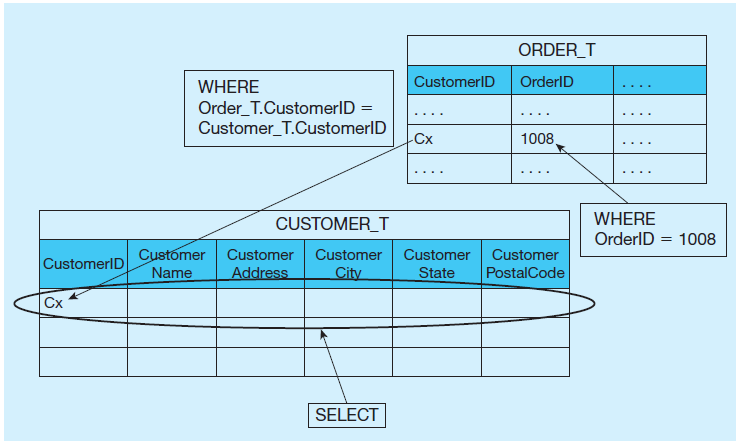 ORDER_T
CustomerID OrderID . . . .
. . . . . . . . . . . .
Cx 1008 . . . .
. . . . . . . . . . . .
WHERE
Order_T.CustomerID =
Customer_T.CustomerID
WHERE
OrderID = 1008
CUSTOMER_T
CustomerID
Customer
Name
Customer
Address
Customer
City
Customer
State
Customer
PostalCode
Cx
SELECT